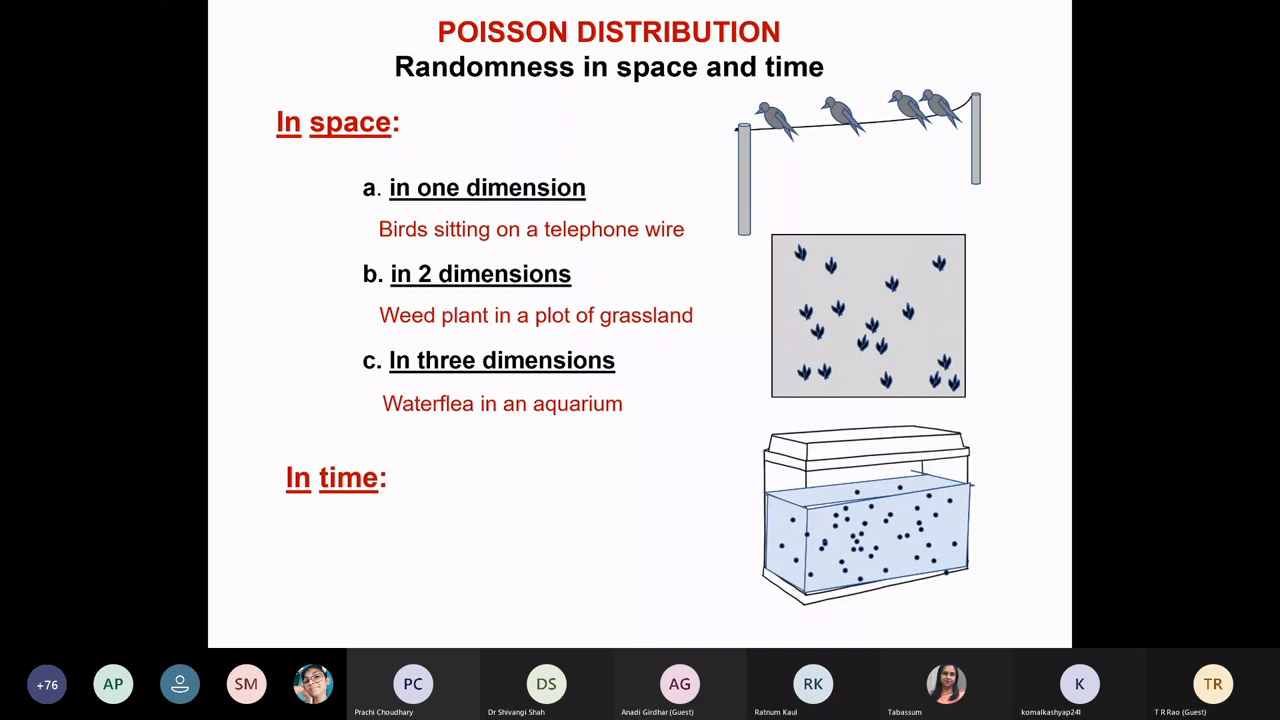 POISSON DISTRIBUTION
Randomness in space and time
In space:
a. in one dimension
Birds sitting on a telephone wire
b. in 2 dimensions
Weed plant in a plot of grassland
c. In three dimensions
Waterflea in an aquarium
In time:
+76
AP
SM
PC
DS
AG
RK
K
TR
Prachi Choudhary
Dr Shivangi Shah
Anadi Girdhar (Guest)
Ratnum Kaul
Tabassum
komalkashyap241
T R Rao (Guest)